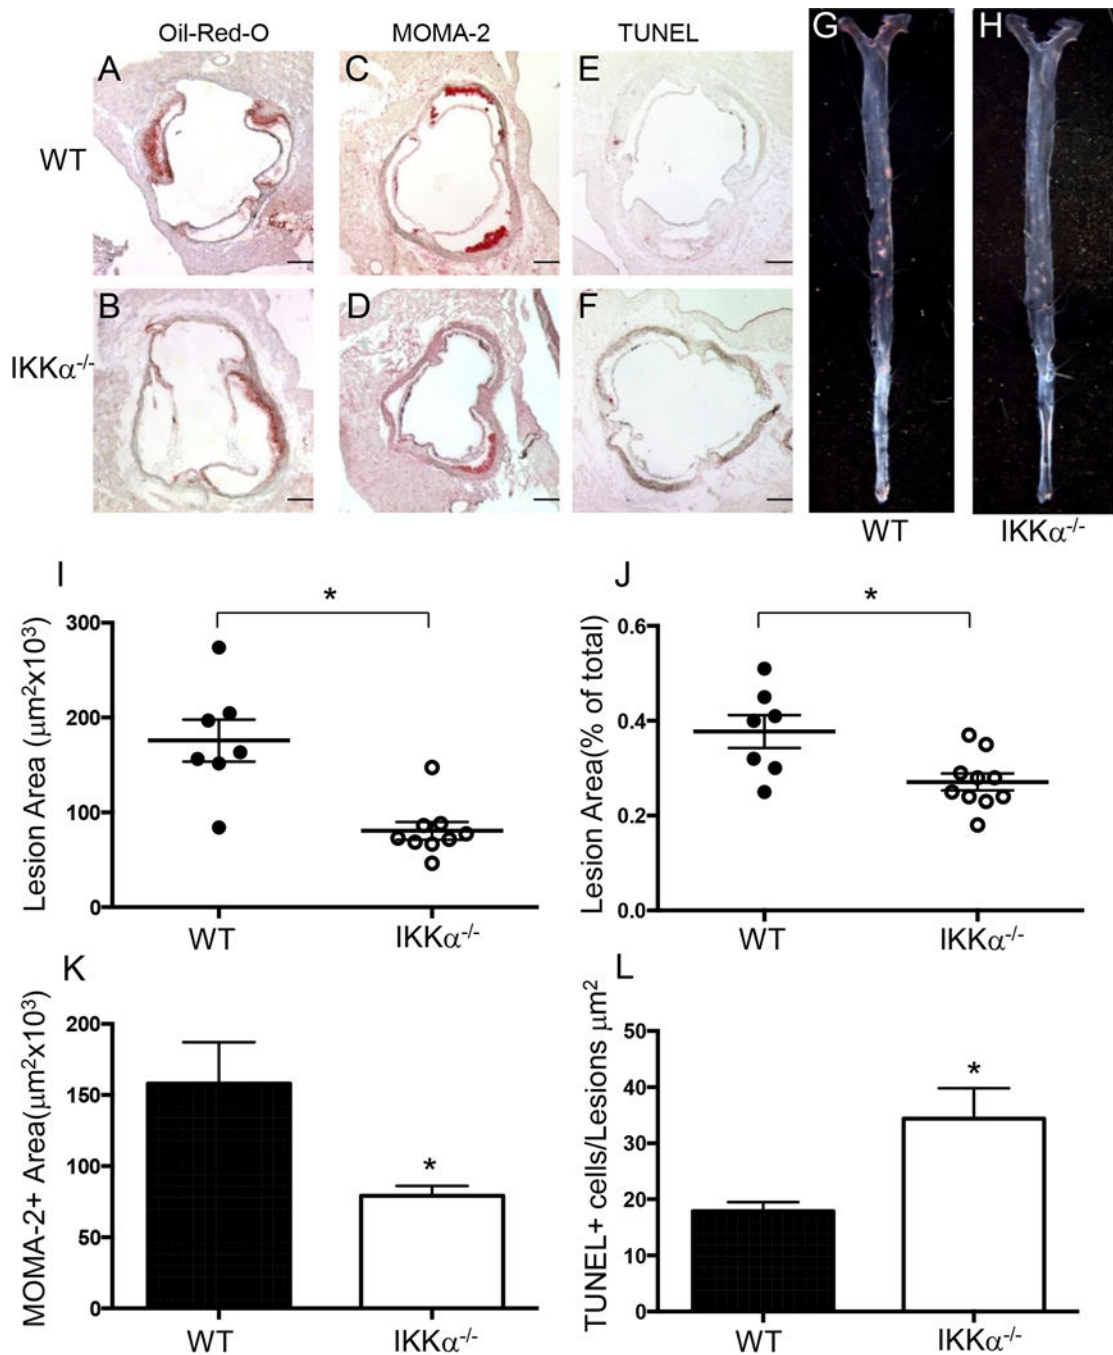 Oil-Red-O MOMA-2 TUNEL
A C E G H
WT
B D F
IKKα-/-
WT IKKα-/-
I
*
Lesion Area (μm²x10³)
300
200
100
0
WT IKKα-/-
J
*
Lesion Area(% of total)
0.6
0.4
0.2
0.0
WT IKKα-/-
K
MOMA-2+ Area(μm²x10³)
200
150
100
50
0
*
WT IKKα-/-
L
TUNEL+ cells/Lesions μm²
50
40
30
20
10
0
*
WT IKKα-/-